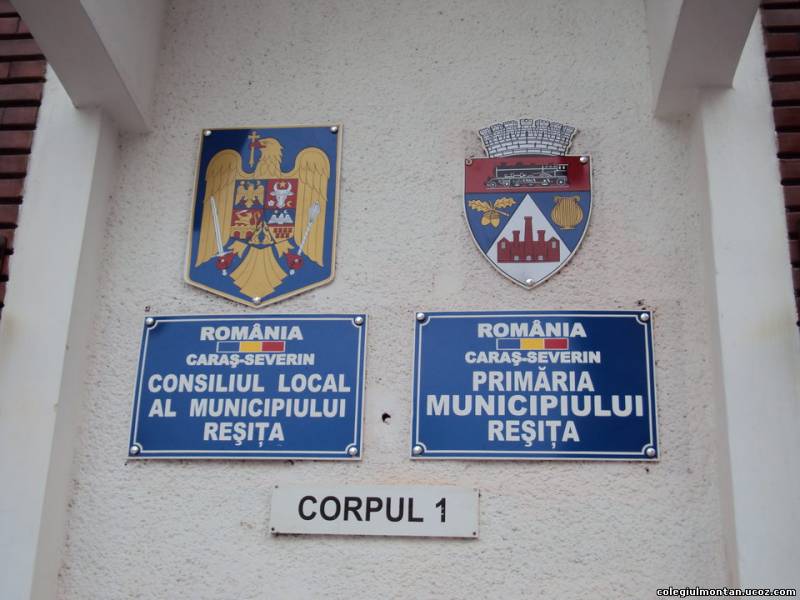 ROMÂNIA
CARAŞ-SEVERIN
CONSILIUL LOCAL
AL MUNICIPIULUI
REŞIŢA
ROMÂNIA
CARAŞ-SEVERIN
PRIMĂRIA
MUNICIPIULUI
REŞIŢA
CORPUL 1
colegiulmontan.ucoz.com